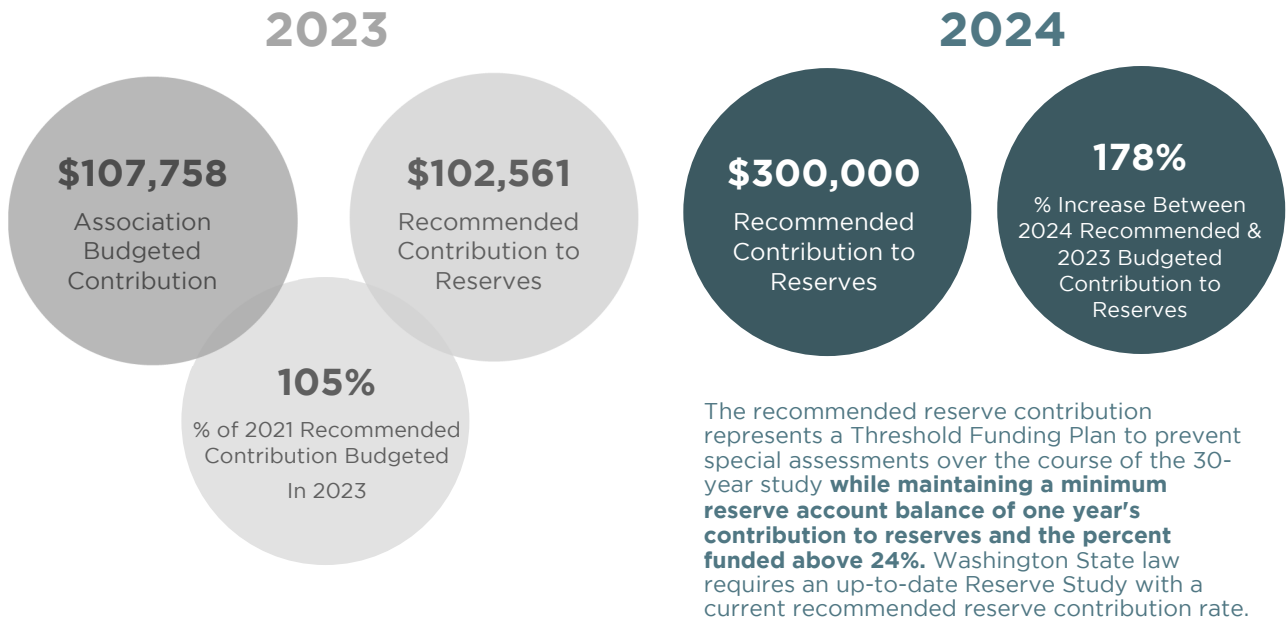 2023
$107,758
Association
Budgeted
Contribution
$102,561
Recommended
Contribution to
Reserves
105%
% of 2021 Recommended
Contribution Budgeted
In 2023
2024
$300,000
Recommended
Contribution to
Reserves
178%
% Increase Between
2024 Recommended &
2023 Budgeted
Contribution to
Reserves
The recommended reserve contribution
represents a Threshold Funding Plan to prevent
special assessments over the course of the 30-
year study while maintaining a minimum
reserve account balance of one year's
contribution to reserves and the percent
funded above 24%. Washington State law
requires an up-to-date Reserve Study with a
current recommended reserve contribution rate.